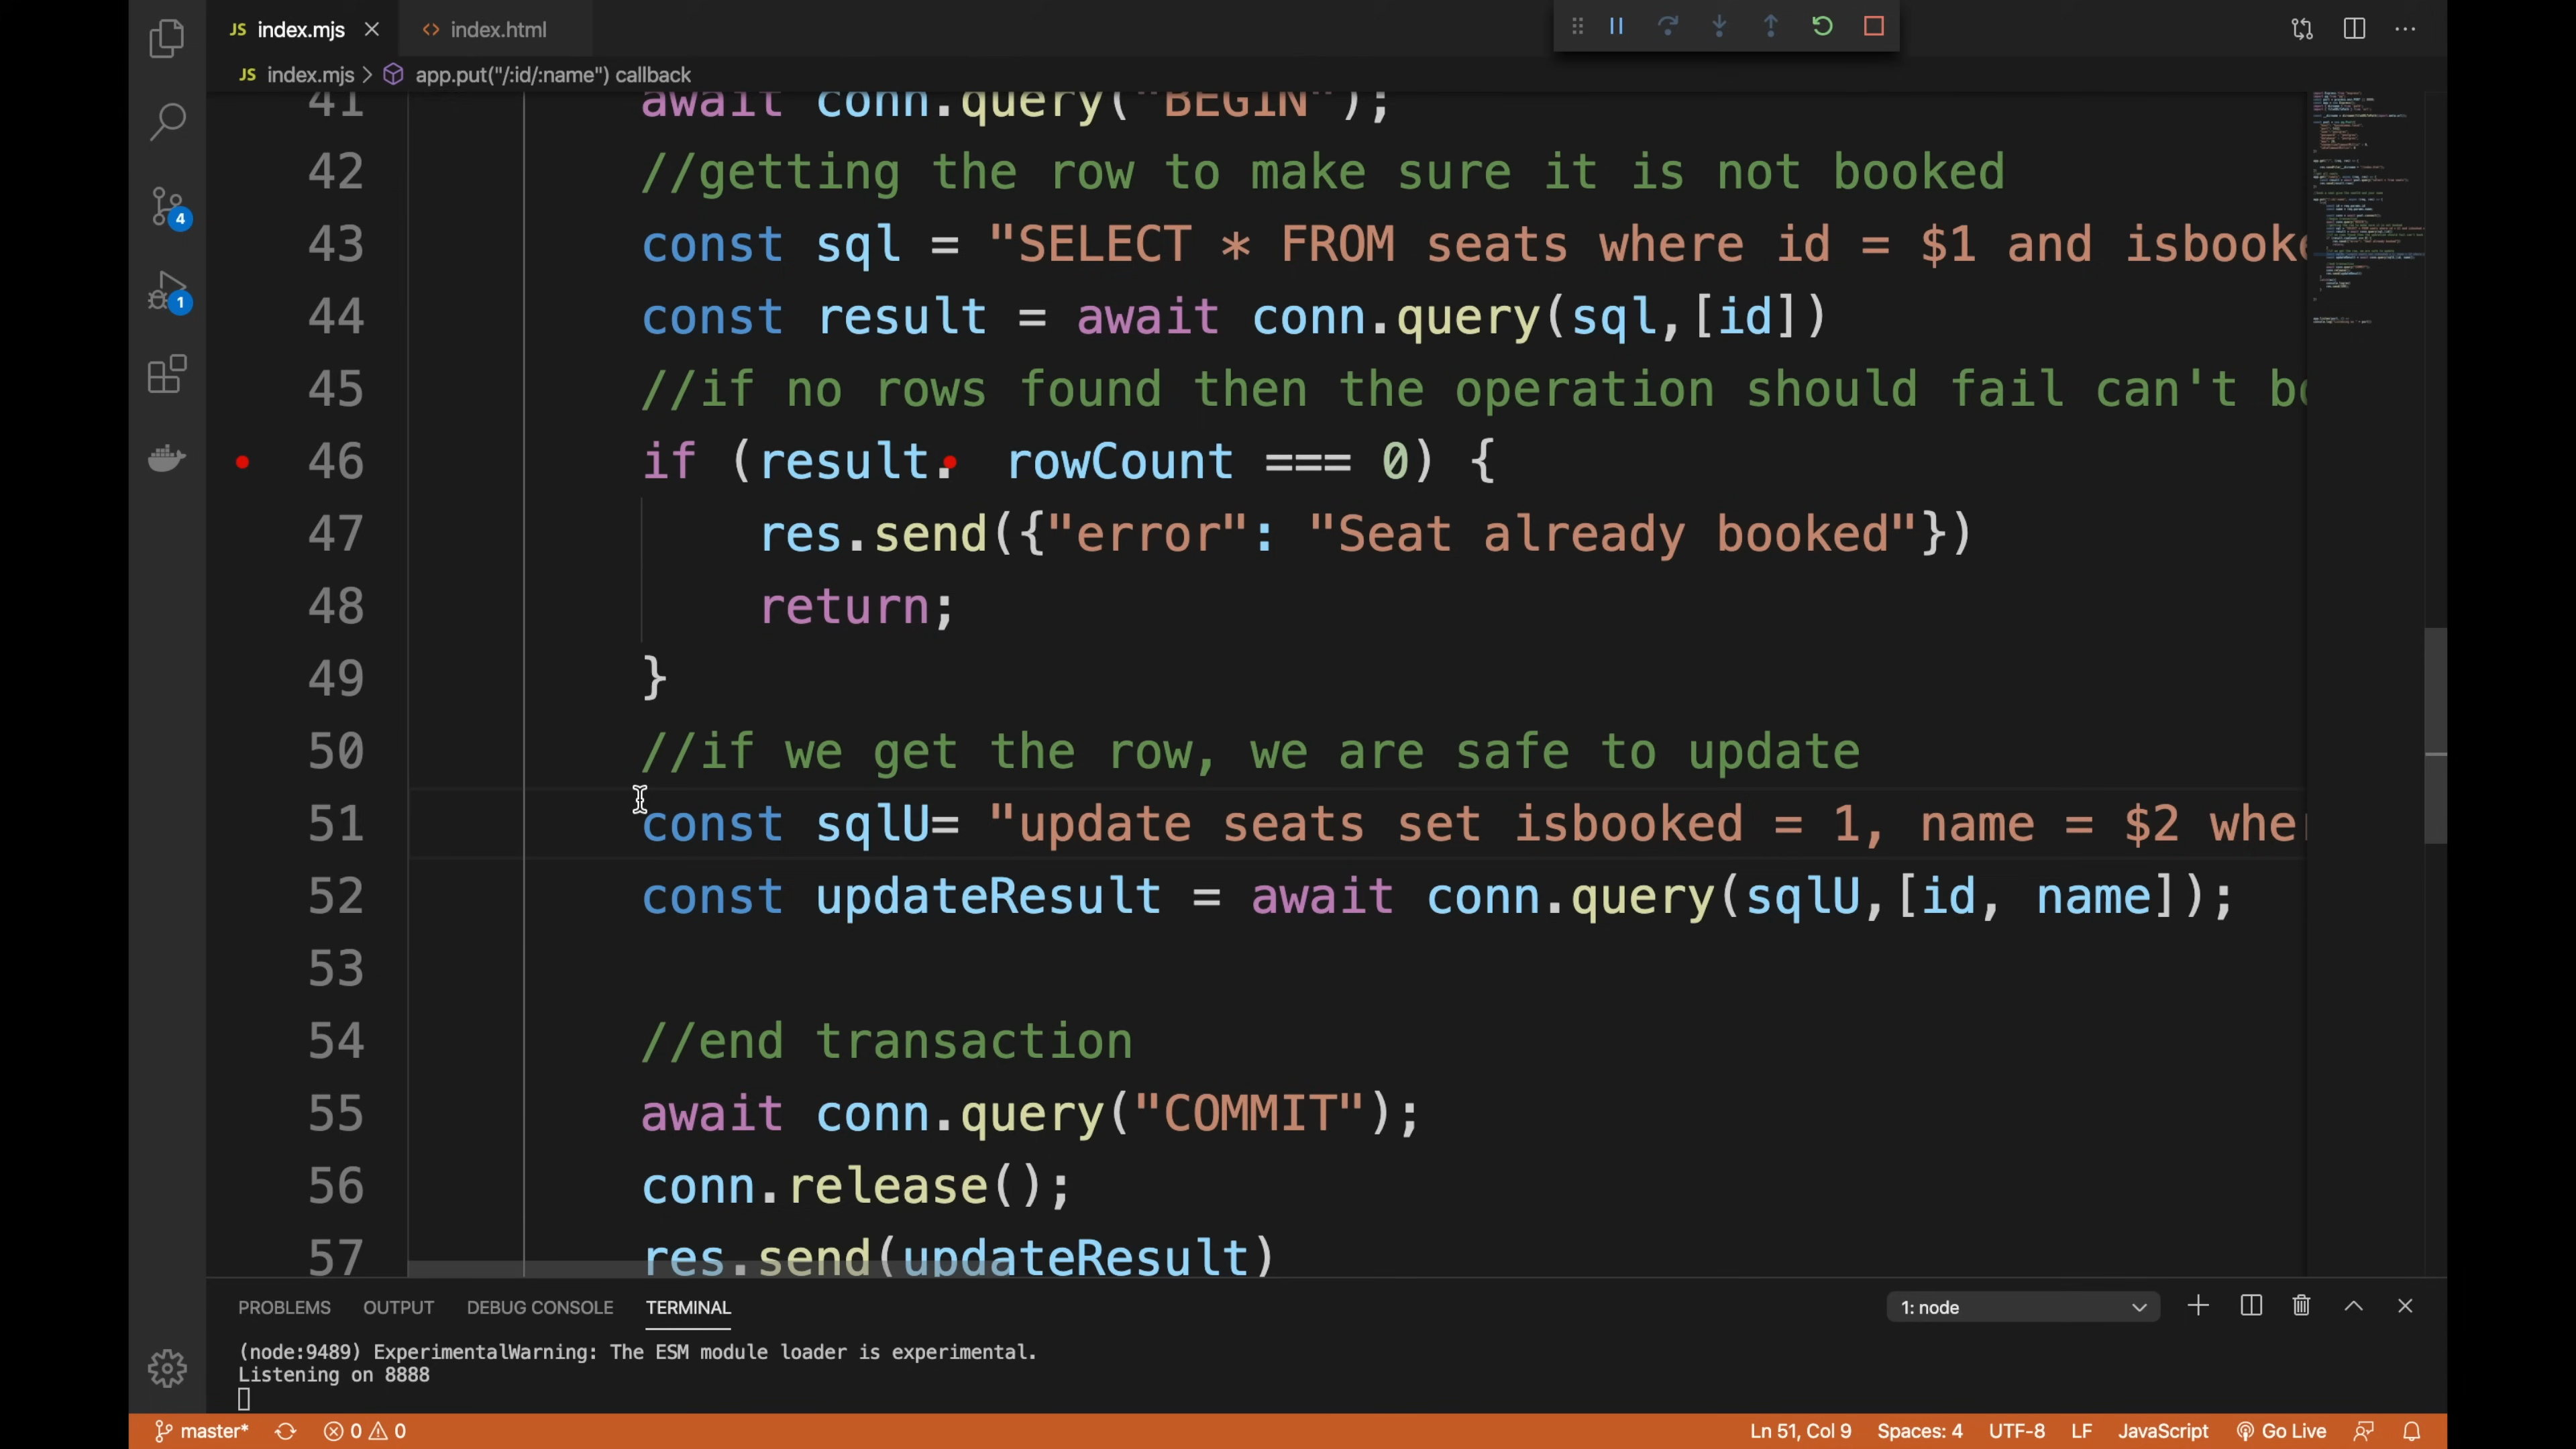 JS index.mjs
<> index.html
JS index.mjs > app.put("/:id/:name") callback
41 await conn.query("BEGIN");
42 //getting the row to make sure it is not booked
43 const sql = "SELECT * FROM seats where id = $1 and isbooke
44 const result = await conn.query(sql,[id])
45 //if no rows found then the operation should fail can't bo
46 if (result. rowCount === 0) {
47 res.send({"error": "Seat already booked"})
48 return;
49 }
50 //if we get the row, we are safe to update
51 const sqlU= "update seats set isbooked = 1, name = $2 wher
52 const updateResult = await conn.query(sqlU,[id, name]);
53
54 //end transaction
55 await conn.query("COMMIT");
56 conn.release();
57 res.send(updateResult)
4
1
PROBLEMS OUTPUT DEBUG CONSOLE TERMINAL 1: node
(node:9489) ExperimentalWarning: The ESM module loader is experimental.
Listening on 8888
master* 0 0 Ln 51, Col 9 Spaces: 4 UTF-8 LF JavaScript Go Live